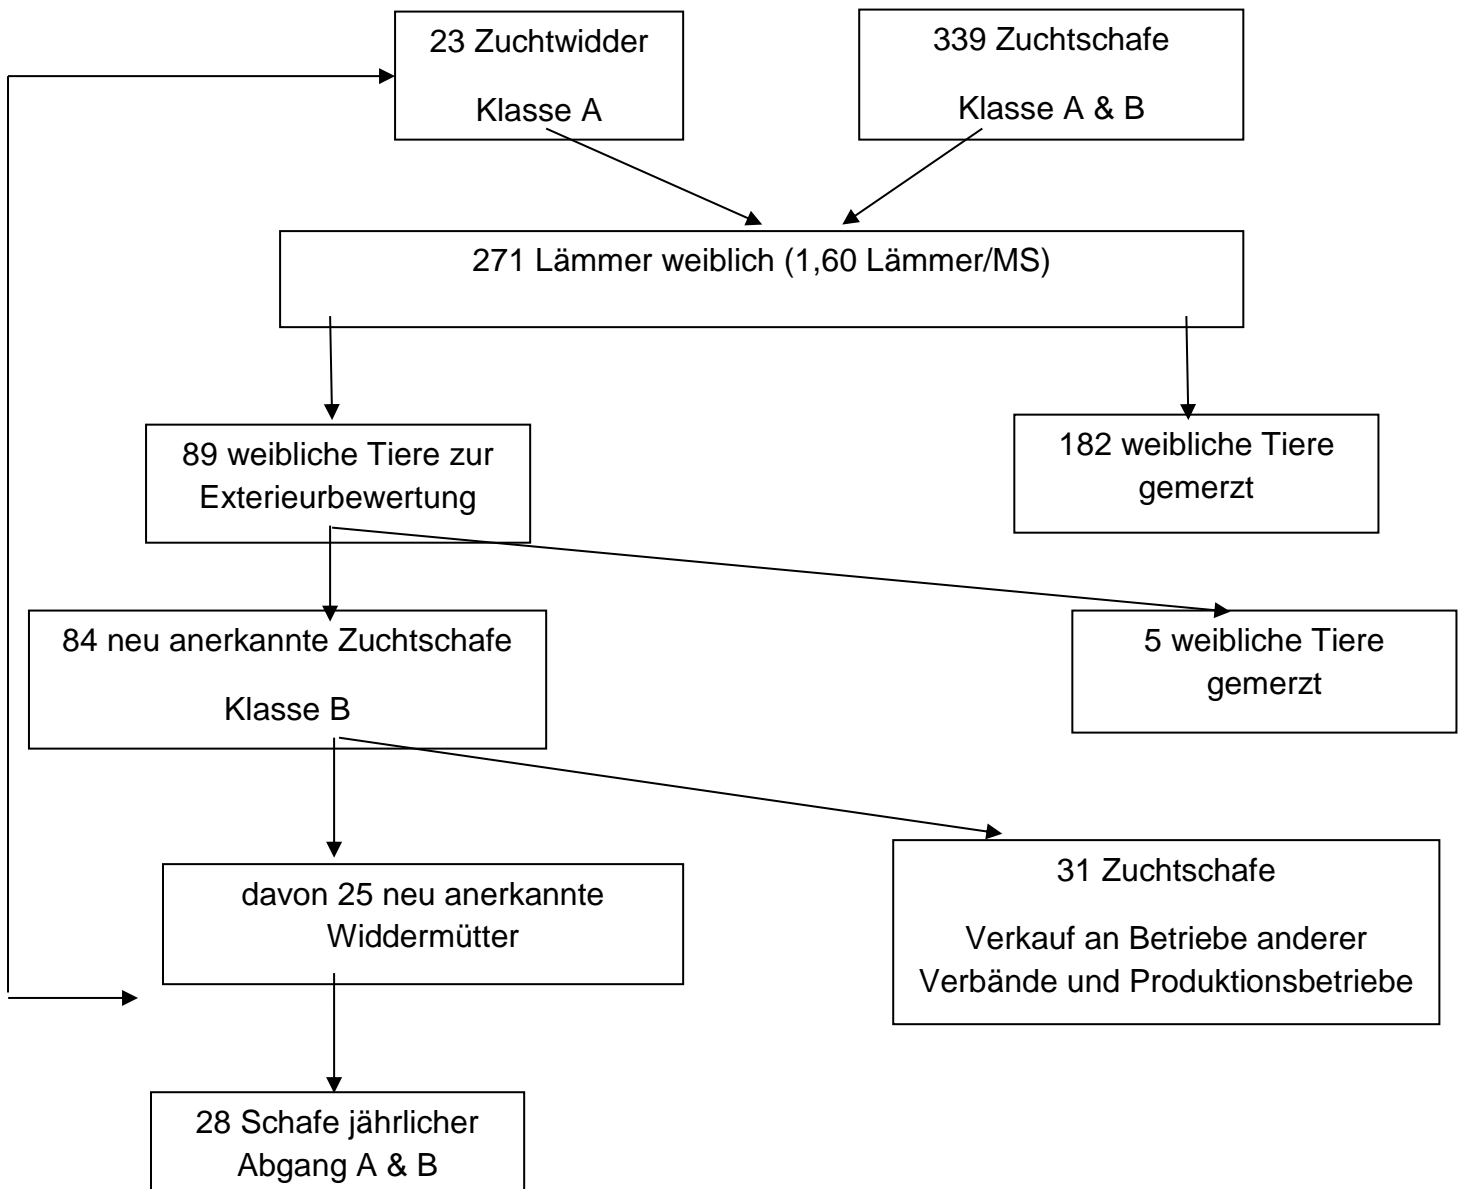 23 Zuchtwidder
Klasse A
339 Zuchtschafe
Klasse A & B
271 Lämmer weiblich (1,60 Lämmer/MS)
89 weibliche Tiere zur
Exterieurbewertung
182 weibliche Tiere
gemerzt
84 neu anerkannte Zuchtschafe
Klasse B
5 weibliche Tiere
gemerzt
davon 25 neu anerkannte
Widdermütter
31 Zuchtschafe
Verkauf an Betriebe anderer
Verbände und Produktionsbetriebe
28 Schafe jährlicher
Abgang A & B